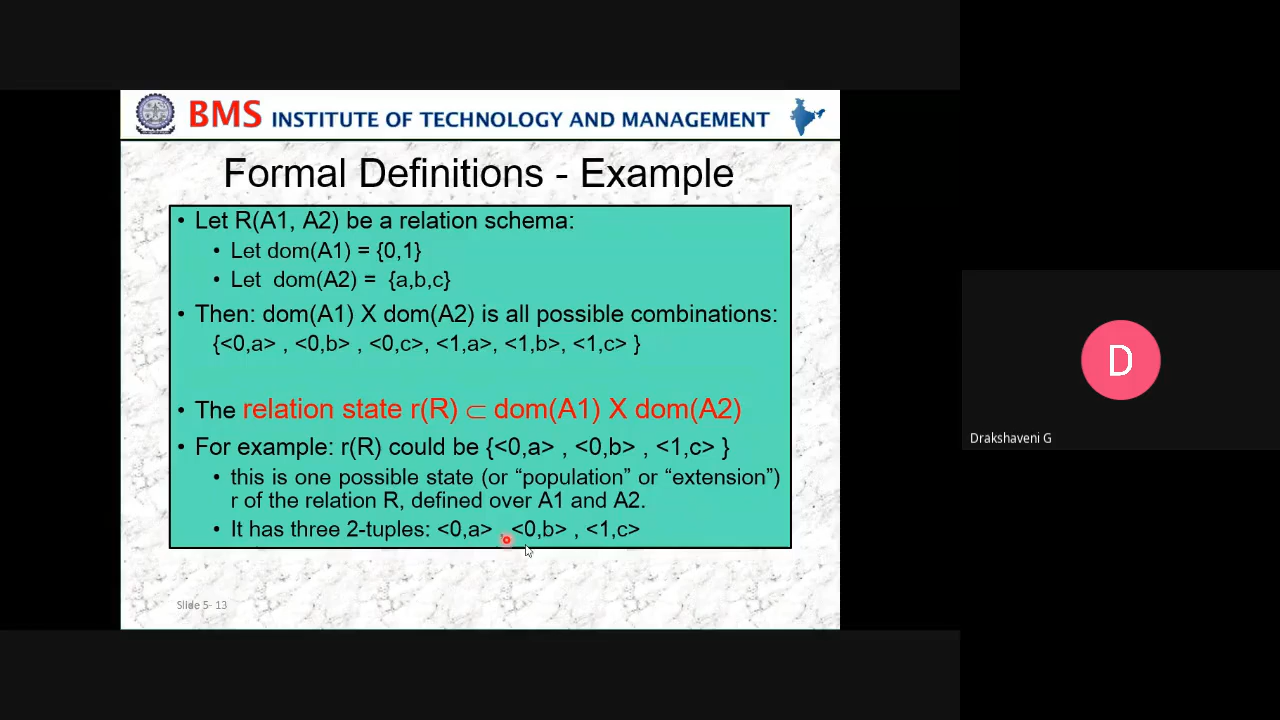 BMS INSTITUTE OF TECHNOLOGY AND MANAGEMENT
Formal Definitions - Example
• Let R(A1, A2) be a relation schema:
• Let dom(A1) = {0,1}
• Let dom(A2) = {a,b,c}
• Then: dom(A1) X dom(A2) is all possible combinations:
{<0,a> , <0,b> , <0,c>, <1,a>, <1,b>, <1,c> }
• The relation state r(R) ⊂ dom(A1) X dom(A2)
• For example: r(R) could be {<0,a> , <0,b> , <1,c> }
• this is one possible state (or “population” or “extension”)
r of the relation R, defined over A1 and A2.
• It has three 2-tuples: <0,a> , <0,b> , <1,c>
Slide 5- 13
D
Drakshaveni G